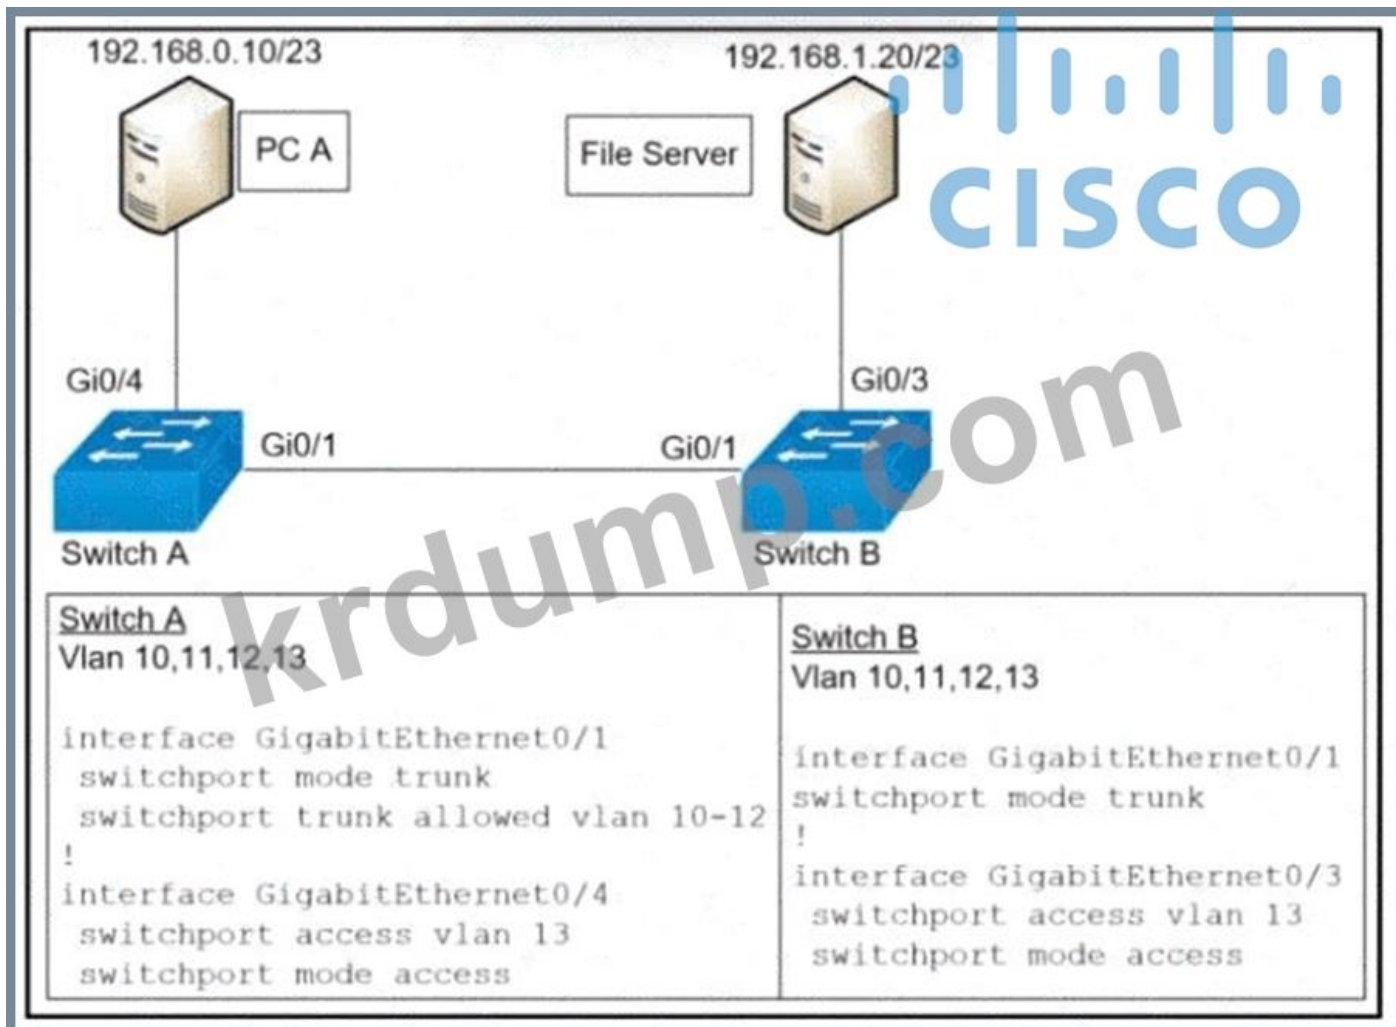 192.168.0.10/23
192.168.1.20/23
CISCO
PC A
File Server
Gi0/4
Gi0/3
Gi0/1
Gi0/1
Switch A
Switch B
krdump.com
Switch A
Vlan 10,11,12,13
interface GigabitEthernet0/1
switchport mode trunk
switchport trunk allowed vlan 10-12
!
interface GigabitEthernet0/4
switchport access vlan 13
switchport mode access
Switch B
Vlan 10,11,12,13
interface GigabitEthernet0/1
switchport mode trunk
!
interface GigabitEthernet0/3
switchport access vlan 13
switchport mode access